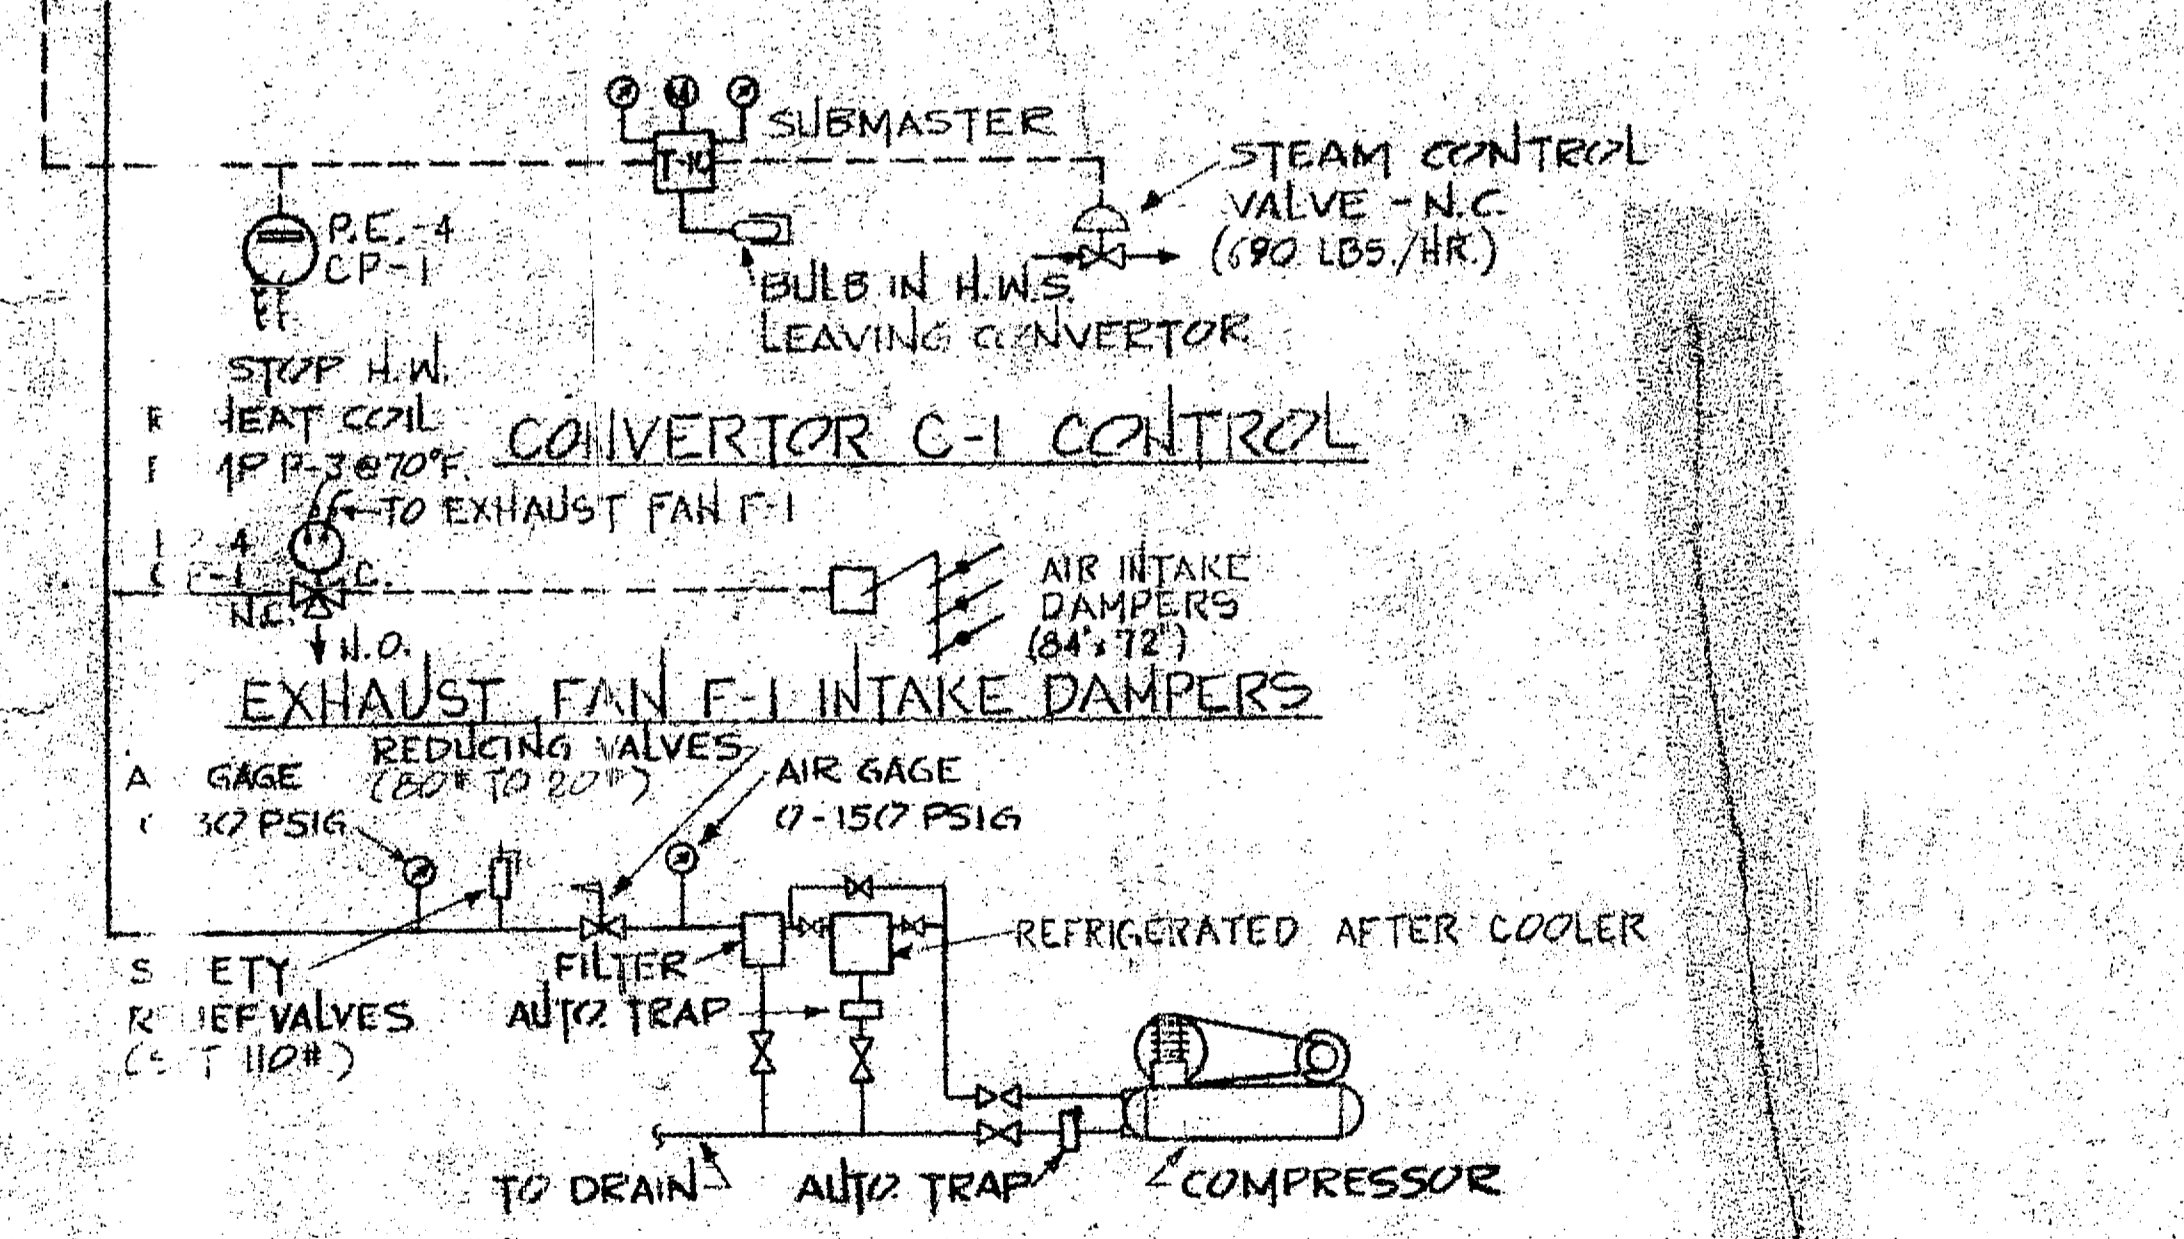 SUBMASTER
STEAM CONTROL
VALVE - N.C.
(690 LBS./HR.)
P.E.-4
CP-1
BULB IN H.W.S.
LEAVING CONVERTOR
STOP H.W.
HEAT COIL
P-3 @ 70°F.
CONVERTOR C-1 CONTROL
TO EXHAUST FAN F-1
N.C.
N.O.
AIR INTAKE
DAMPERS
(84" x 72")
EXHAUST FAN F-1 INTAKE DAMPERS
REDUCING VALVES
(80# TO 20#)
GAGE
30 PSIG
AIR GAGE
0-150 PSIG
REFRIGERATED AFTER COOLER
FILTER
AUTO. TRAP
S ETY
R IEF VALVES
T 110#)
TO DRAIN
AUTO. TRAP
COMPRESSOR